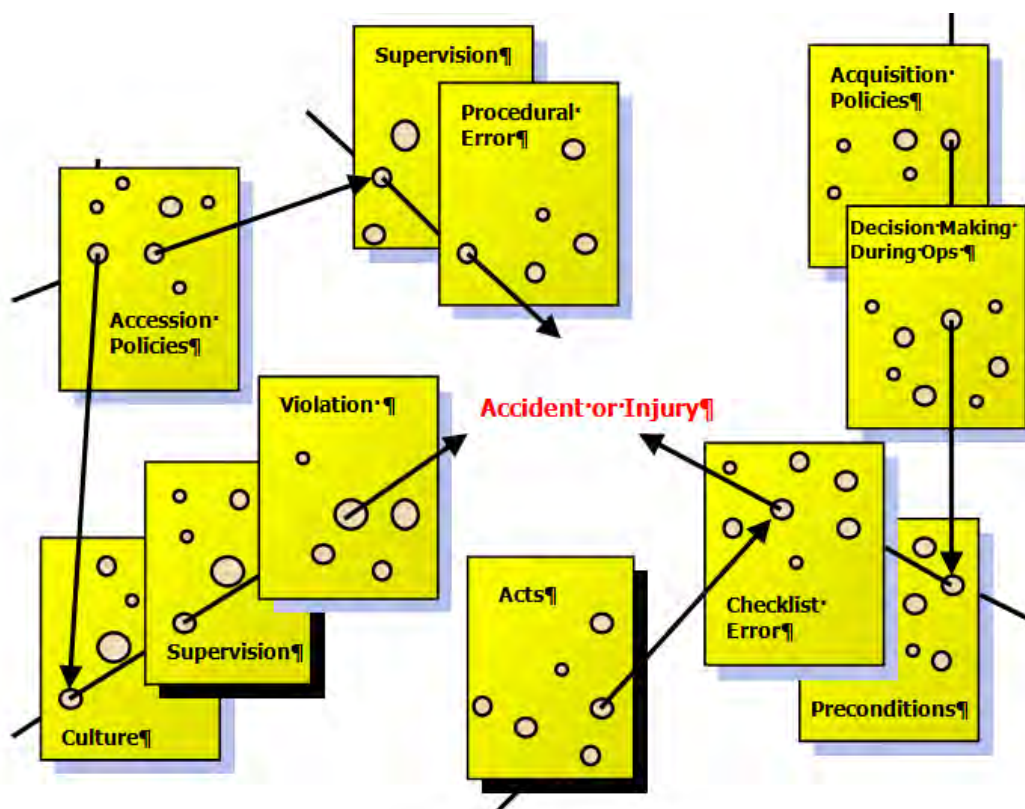 Supervision¶
Procedural·
Error¶
Acquisition·
Policies¶
Decision·Making·
During·Ops·¶
Accession·
Policies¶
Violation·¶
Accident·or·Injury¶
Supervision¶
Culture¶
Acts¶
Checklist·
Error¶
Preconditions¶